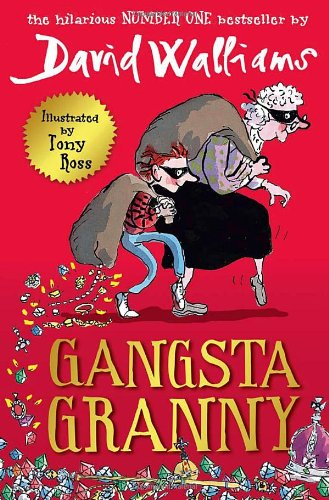 the hilarious NUMBER ONE bestseller by
David Walliams
Illustrated
by
Tony
Ross
GANGSTA
GRANNY